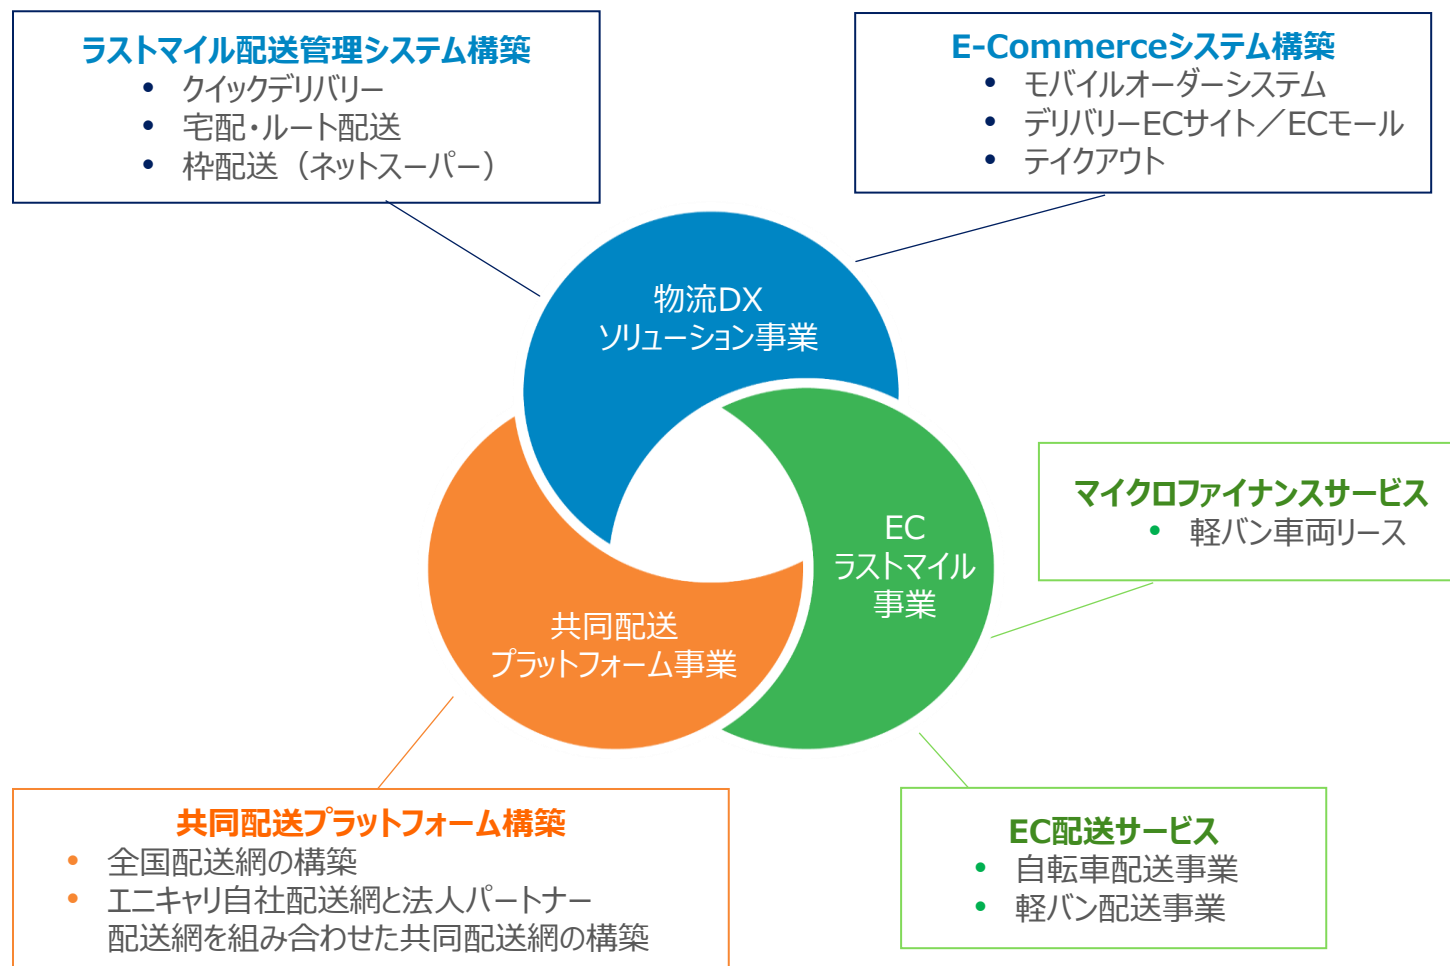 ラストマイル配送管理システム構築
• クイックデリバリー
• 宅配・ルート配送
• 枠配送（ネットスーパー）
E-Commerceシステム構築
• モバイルオーダーシステム
• デリバリーECサイト／ECモール
• テイクアウト
物流DX
ソリューション事業
EC
ラストマイル
事業
共同配送
プラットフォーム事業
マイクロファイナンスサービス
• 軽バン車両リース
共同配送プラットフォーム構築
• 全国配送網の構築
• エニキャリ自社配送網と法人パートナー
配送網を組み合わせた共同配送網の構築
EC配送サービス
• 自転車配送事業
• 軽バン配送事業